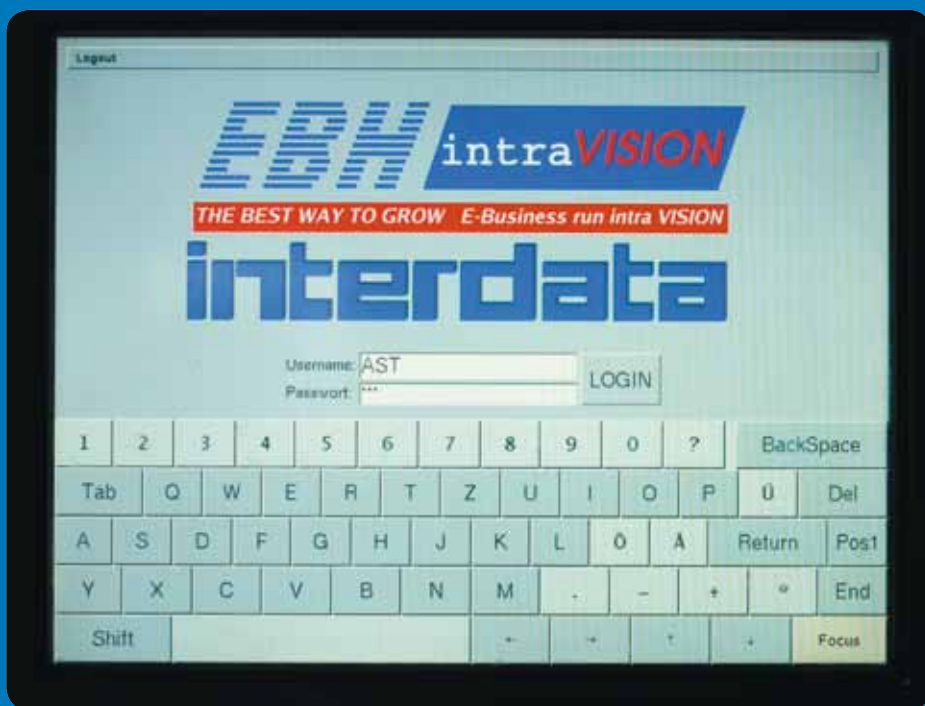 Logout
EBH intraVISION
THE BEST WAY TO GROW E-Business run intra VISION
interdata
Username: AST
Passwort: ***
LOGIN
1 2 3 4 5 6 7 8 9 0 ? BackSpace
Tab Q W E R T Z U I O P Ü Del
A S D F G H J K L Ö Ä Return Pos1
Y X C V B N M . - + º End
Shift ← → ↑ ↓ Focus